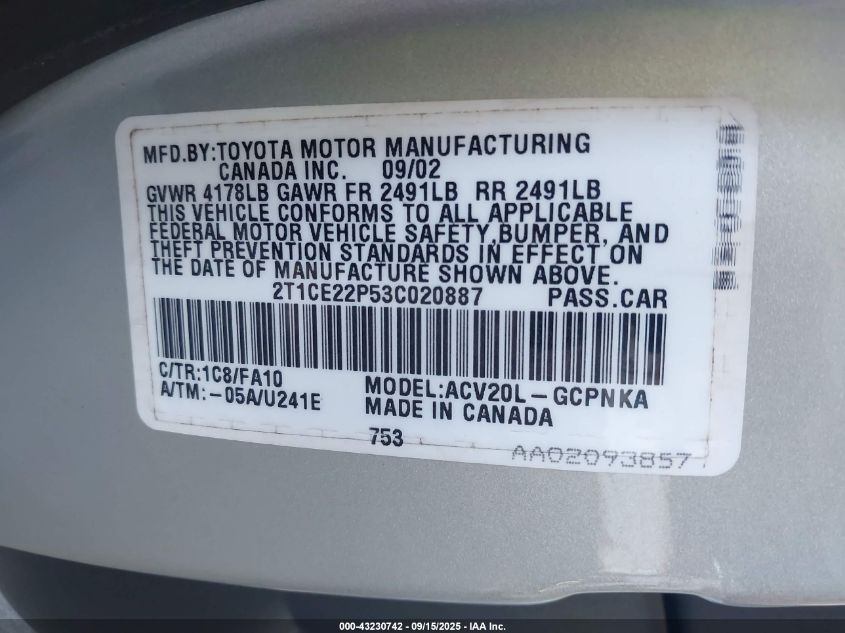 MFD.BY:TOYOTA MOTOR MANUFACTURING
CANADA INC. 09/02
GVWR 4178LB GAWR FR 2491LB RR 2491LB
THIS VEHICLE CONFORMS TO ALL APPLICABLE
FEDERAL MOTOR VEHICLE SAFETY,BUMPER, AND
THEFT PREVENTION STANDARDS IN EFFECT ON
THE DATE OF MANUFACTURE SHOWN ABOVE.
2T1CE22P53C020887 PASS.CAR
C/TR:1C8/FA10
A/TM:-05A/U241E
MODEL:ACV20L-GCPNKA
MADE IN CANADA
753
AA02093857
000-43230742 - 09/15/2025 - IAA Inc.